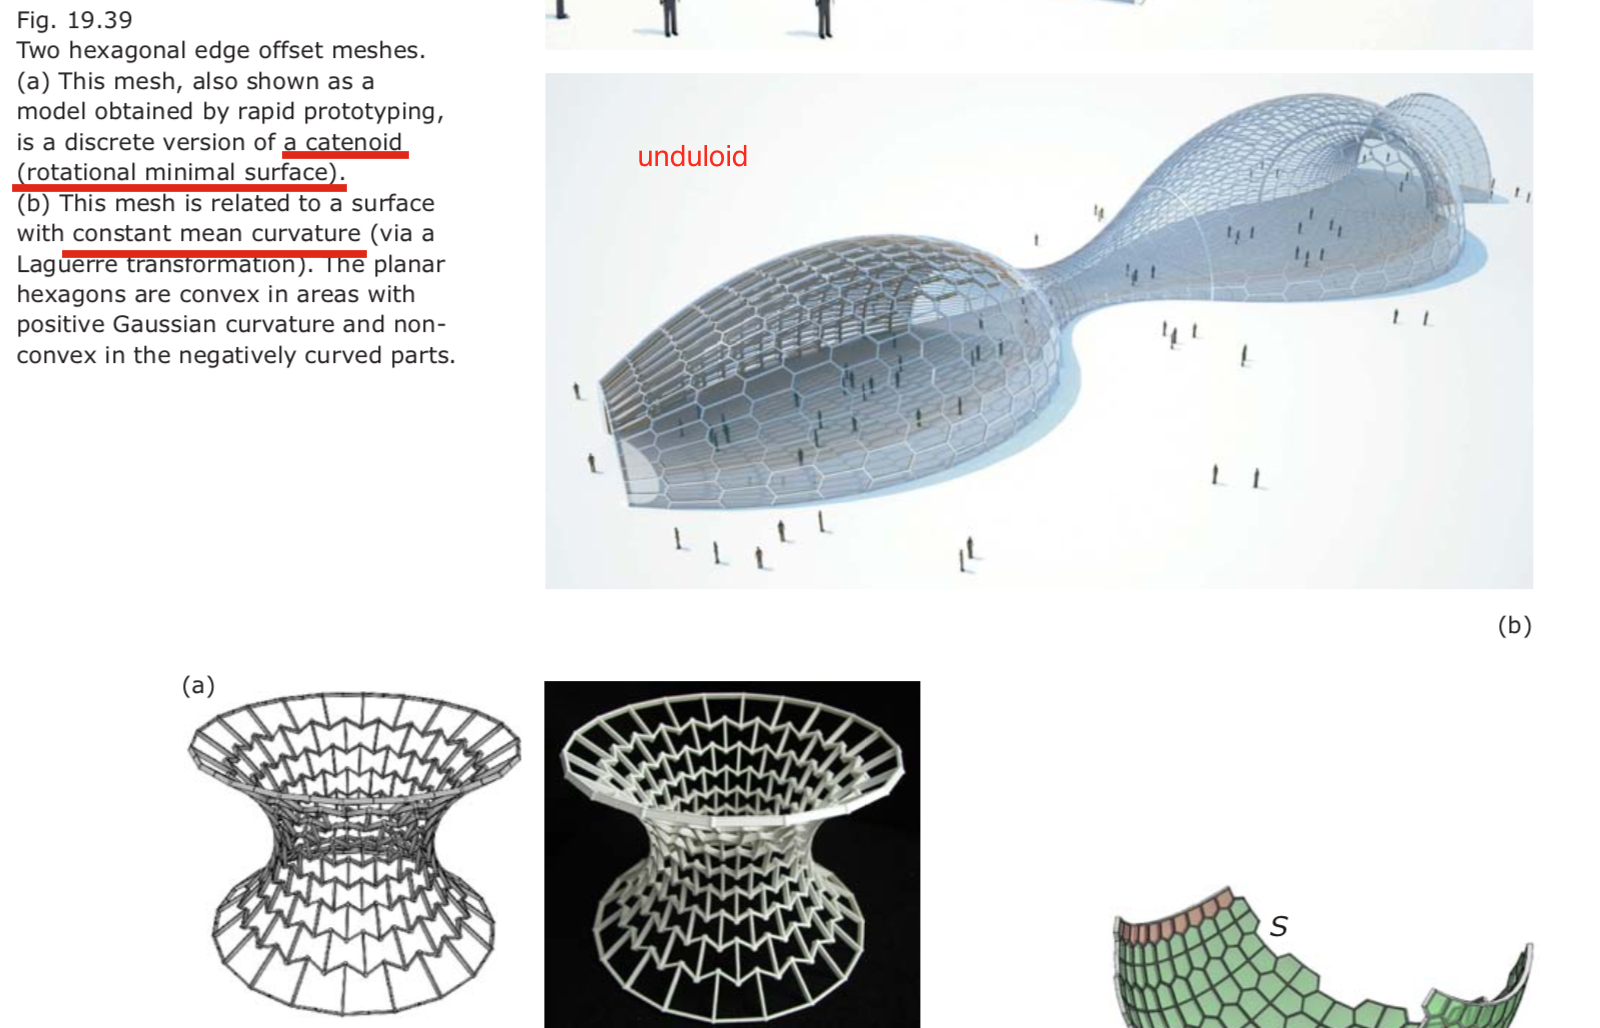 Fig. 19.39
Two hexagonal edge offset meshes.
(a) This mesh, also shown as a
model obtained by rapid prototyping,
is a discrete version of a catenoid
(rotational minimal surface).
(b) This mesh is related to a surface
with constant mean curvature (via a
Laguerre transformation). The planar
hexagons are convex in areas with
positive Gaussian curvature and non-
convex in the negatively curved parts.
unduloid
(b)
(a)
S